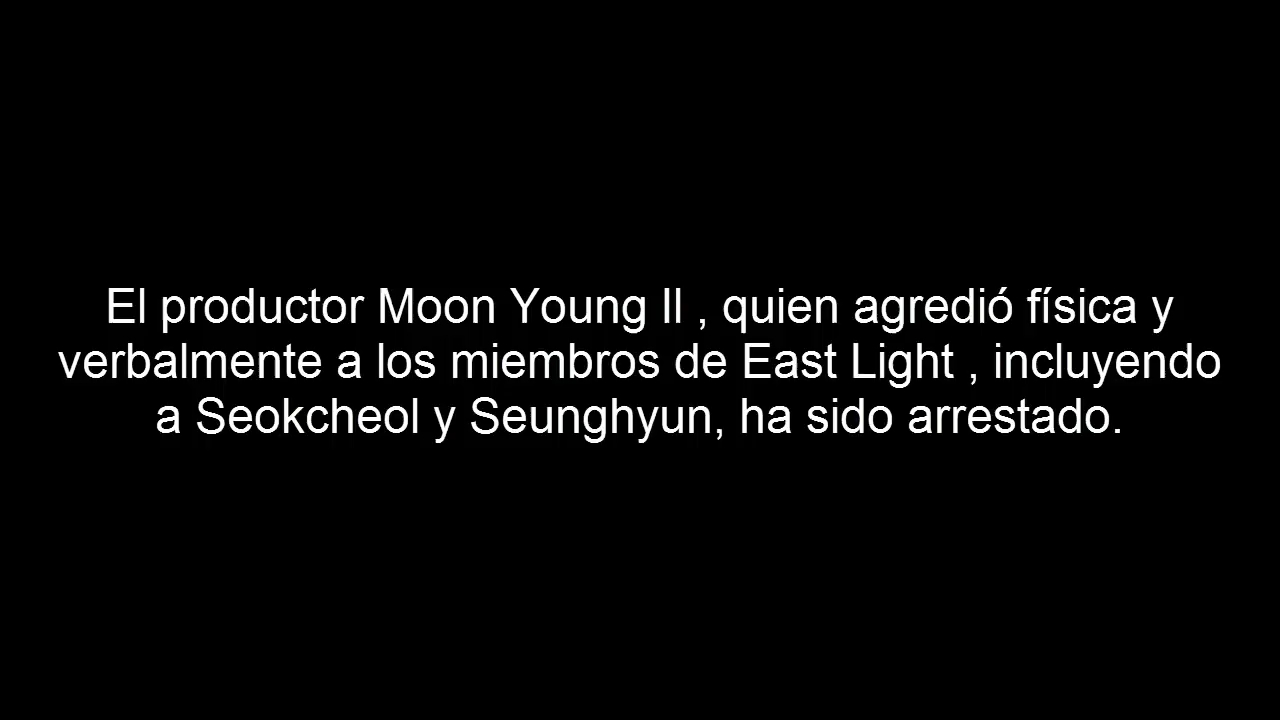 El productor Moon Young Il , quien agredió física y
verbalmente a los miembros de East Light , incluyendo
a Seokcheol y Seunghyun, ha sido arrestado.